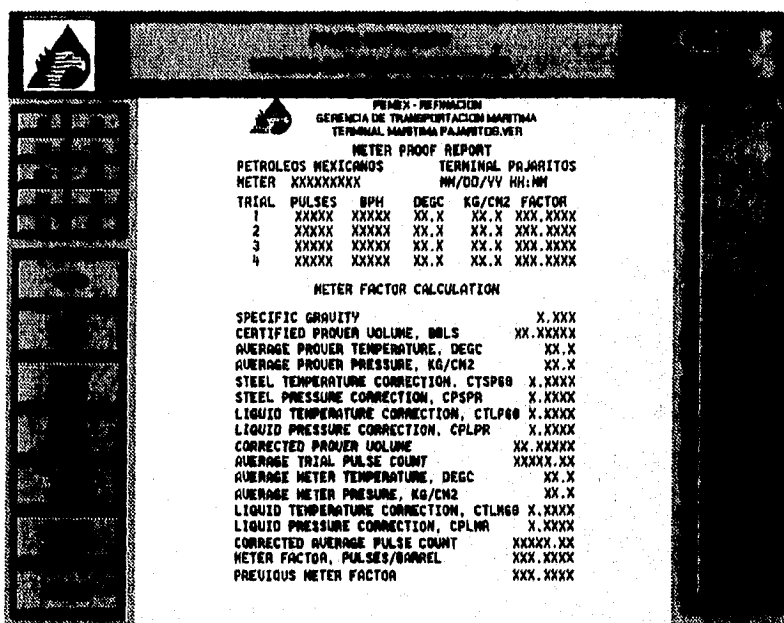 PEMEX - REFINACION
GERENCIA DE TRANSPORTACION MARITIMA
TERMINAL MARITIMA PAJARITOS,VER
METER PROOF REPORT
PETROLEOS MEXICANOS TERMINAL PAJARITOS
METER XXXXXXXXX MM/DD/YY HH:MM
TRIAL PULSES BPH DEGC KG/CM2 FACTOR
1 XXXXX XXXXX XX.X XX.X XXX.XXXX
2 XXXXX XXXXX XX.X XX.X XXX.XXXX
3 XXXXX XXXXX XX.X XX.X XXX.XXXX
4 XXXXX XXXXX XX.X XX.X XXX.XXXX
METER FACTOR CALCULATION
SPECIFIC GRAVITY X.XXX
CERTIFIED PROVER VOLUME, BBLS XX.XXXXX
AVERAGE PROVER TEMPERATURE, DEGC XX.X
AVERAGE PROVER PRESSURE, KG/CM2 XX.X
STEEL TEMPERATURE CORRECTION, CTSP60 X.XXXX
STEEL PRESSURE CORRECTION, CPSPR X.XXXX
LIQUID TEMPERATURE CORRECTION, CTLP60 X.XXXX
LIQUID PRESSURE CORRECTION, CPLPR X.XXXX
CORRECTED PROVER VOLUME XX.XXXXX
AVERAGE TRIAL PULSE COUNT XXXXX.XX
AVERAGE METER TEMPERATURE, DEGC XX.X
AVERAGE METER PRESURE, KG/CM2 XX.X
LIQUID TEMPERATURE CORRECTION, CTLM60 X.XXXX
LIQUID PRESSURE CORRECTION, CPLMR X.XXXX
CORRECTED AVERAGE PULSE COUNT XXXXX.XX
METER FACTOR, PULSES/BARREL XXX.XXXX
PREVIOUS METER FACTOR XXX.XXXX